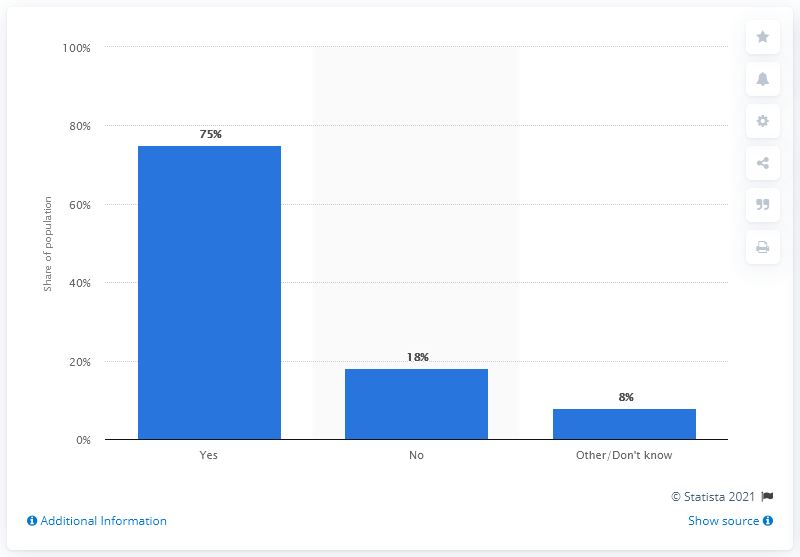 100%
80%
60%
40%
20%
0%
Share of population
75%
18%
8%
Yes
No
Other/Don't know
© Statista 2021
Additional Information
Show source